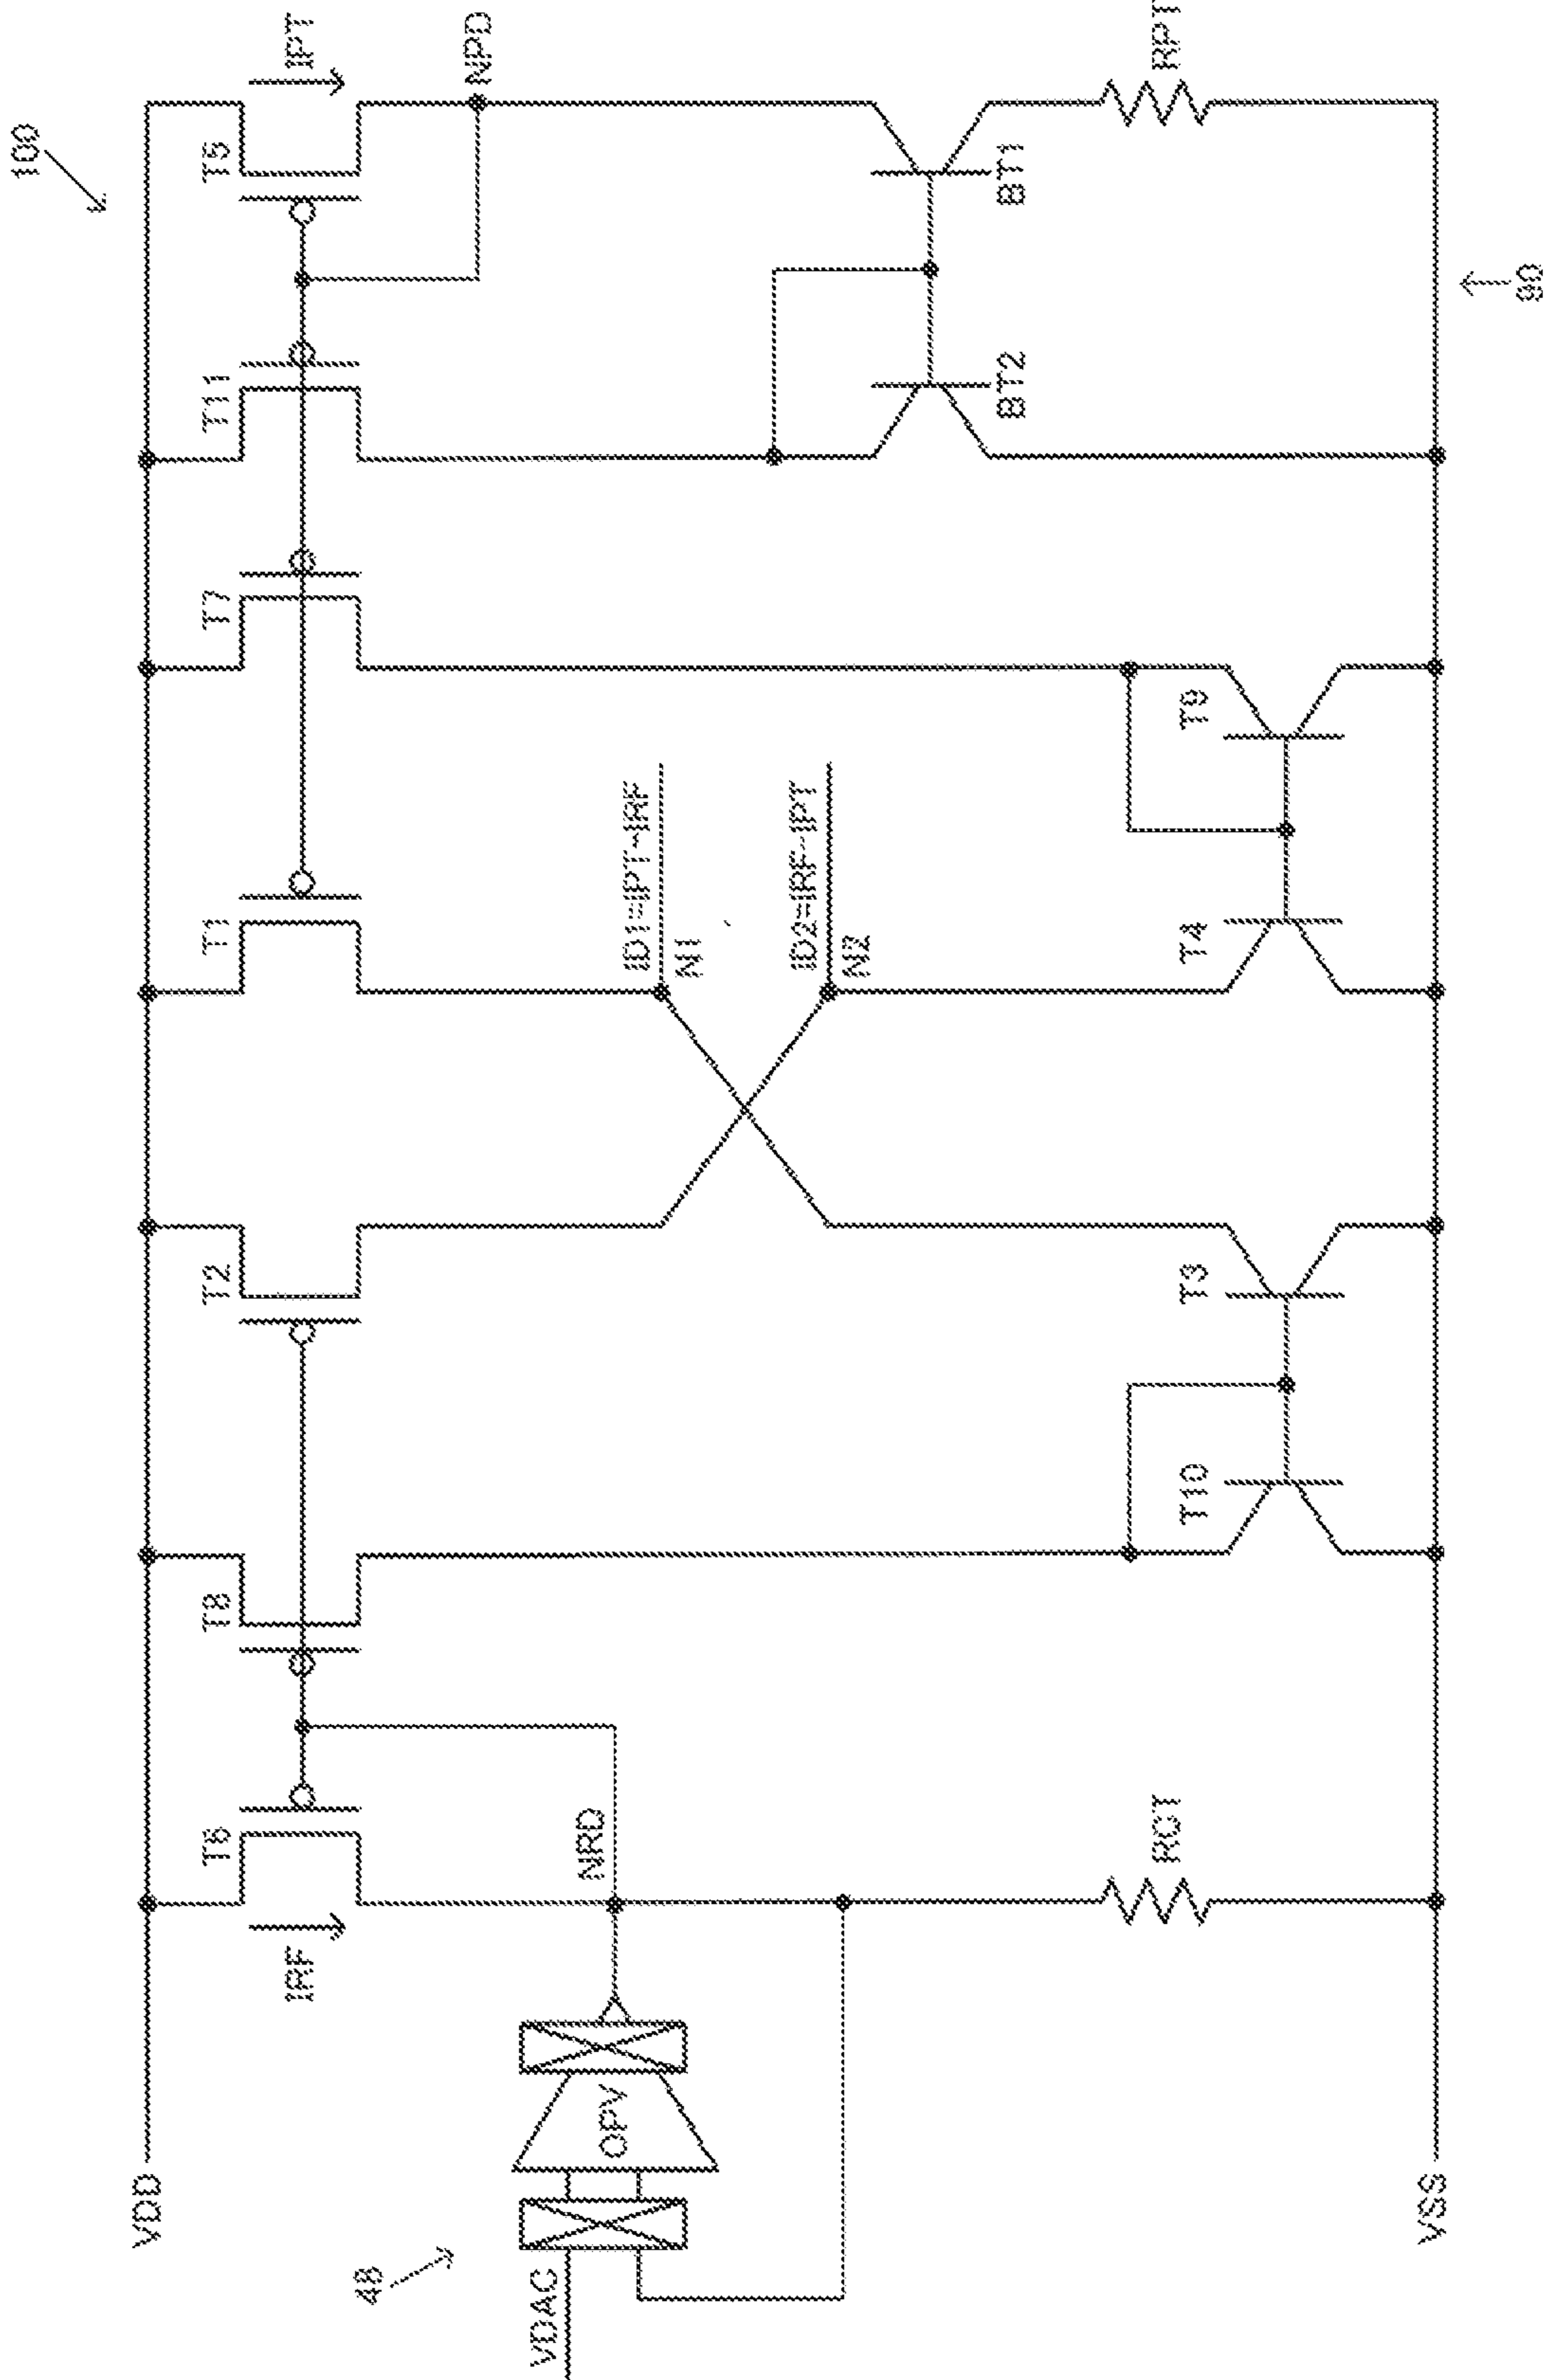 100
VDD
IRF
T6
T8
T2
T1
T7
T11
T5
IPT
48
VDAC
OPV
NRD
NPD
ID1=IPT-IRF
N1
ID2=IRF-IPT
N2
BT2
BT1
RGT
T10
T3
T4
T9
RPT
VSS
90